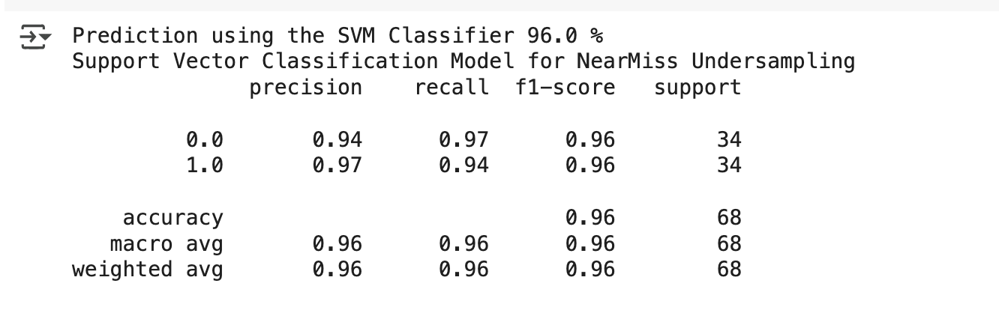 Prediction using the SVM Classifier 96.0 %
Support Vector Classification Model for NearMiss Undersampling
precision recall f1-score support
0.0 0.94 0.97 0.96 34
1.0 0.97 0.94 0.96 34
accuracy 0.96 68
macro avg 0.96 0.96 0.96 68
weighted avg 0.96 0.96 0.96 68